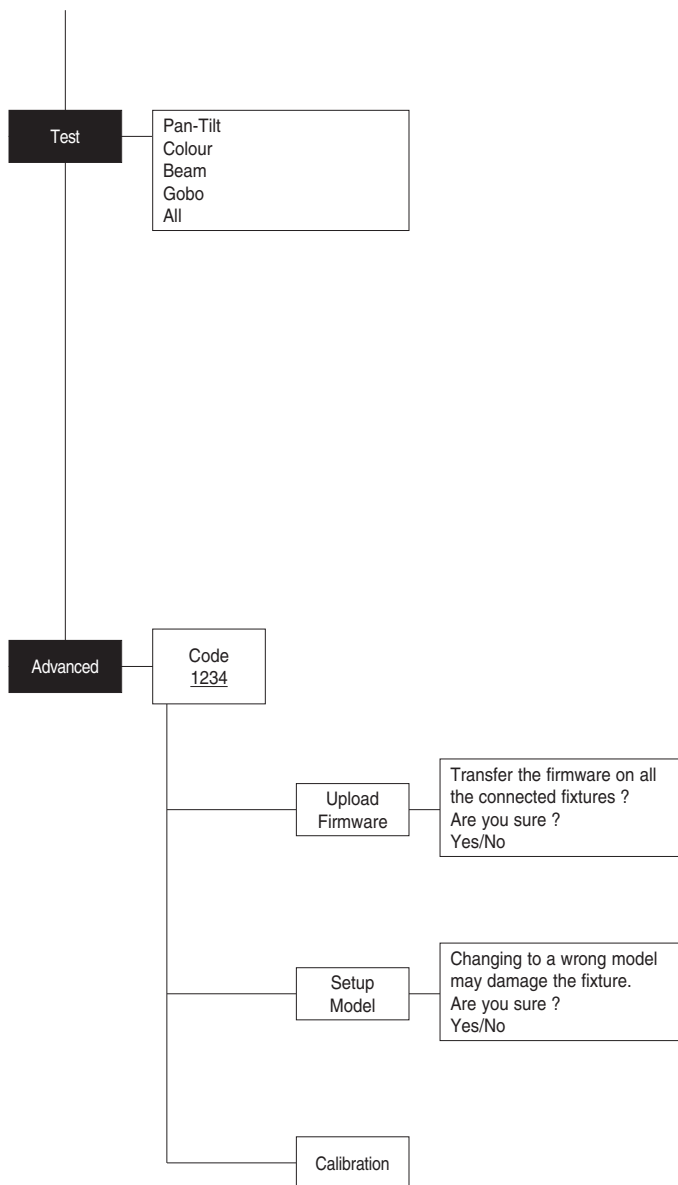 Test
Pan-Tilt
Colour
Beam
Gobo
All
Advanced
Code
1234
Upload
Firmware
Transfer the firmware on all
the connected fixtures ?
Are you sure ?
Yes/No
Setup
Model
Changing to a wrong model
may damage the fixture.
Are you sure ?
Yes/No
Calibration